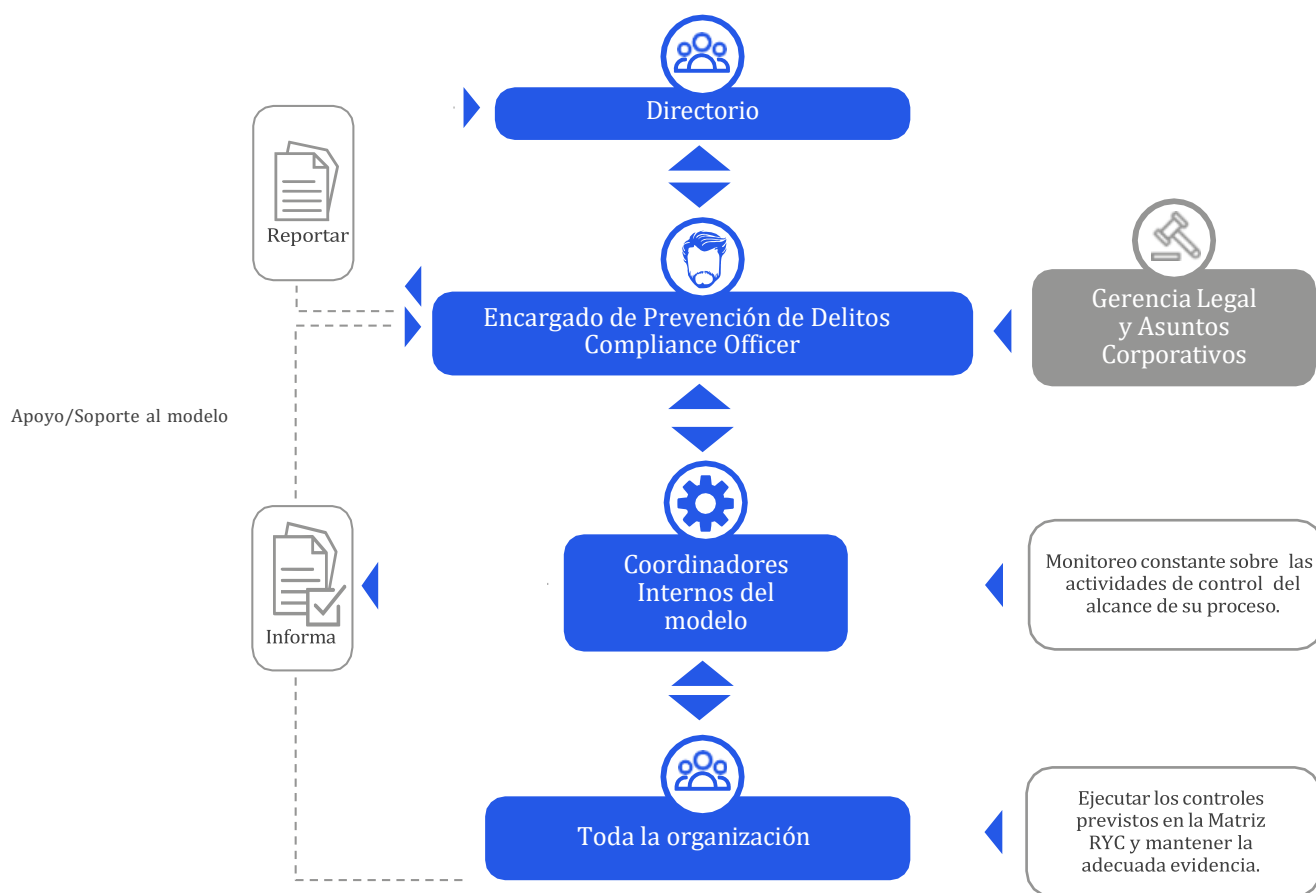 Directorio
Reportar
Encargado de Prevención de Delitos
Compliance Officer
Gerencia Legal
y Asuntos
Corporativos
Apoyo/Soporte al modelo
Coordinadores
Internos del
modelo
Monitoreo constante sobre las
actividades de control del
alcance de su proceso.
Informa
Toda la organización
Ejecutar los controles
previstos en la Matriz
RYC y mantener la
adecuada evidencia.